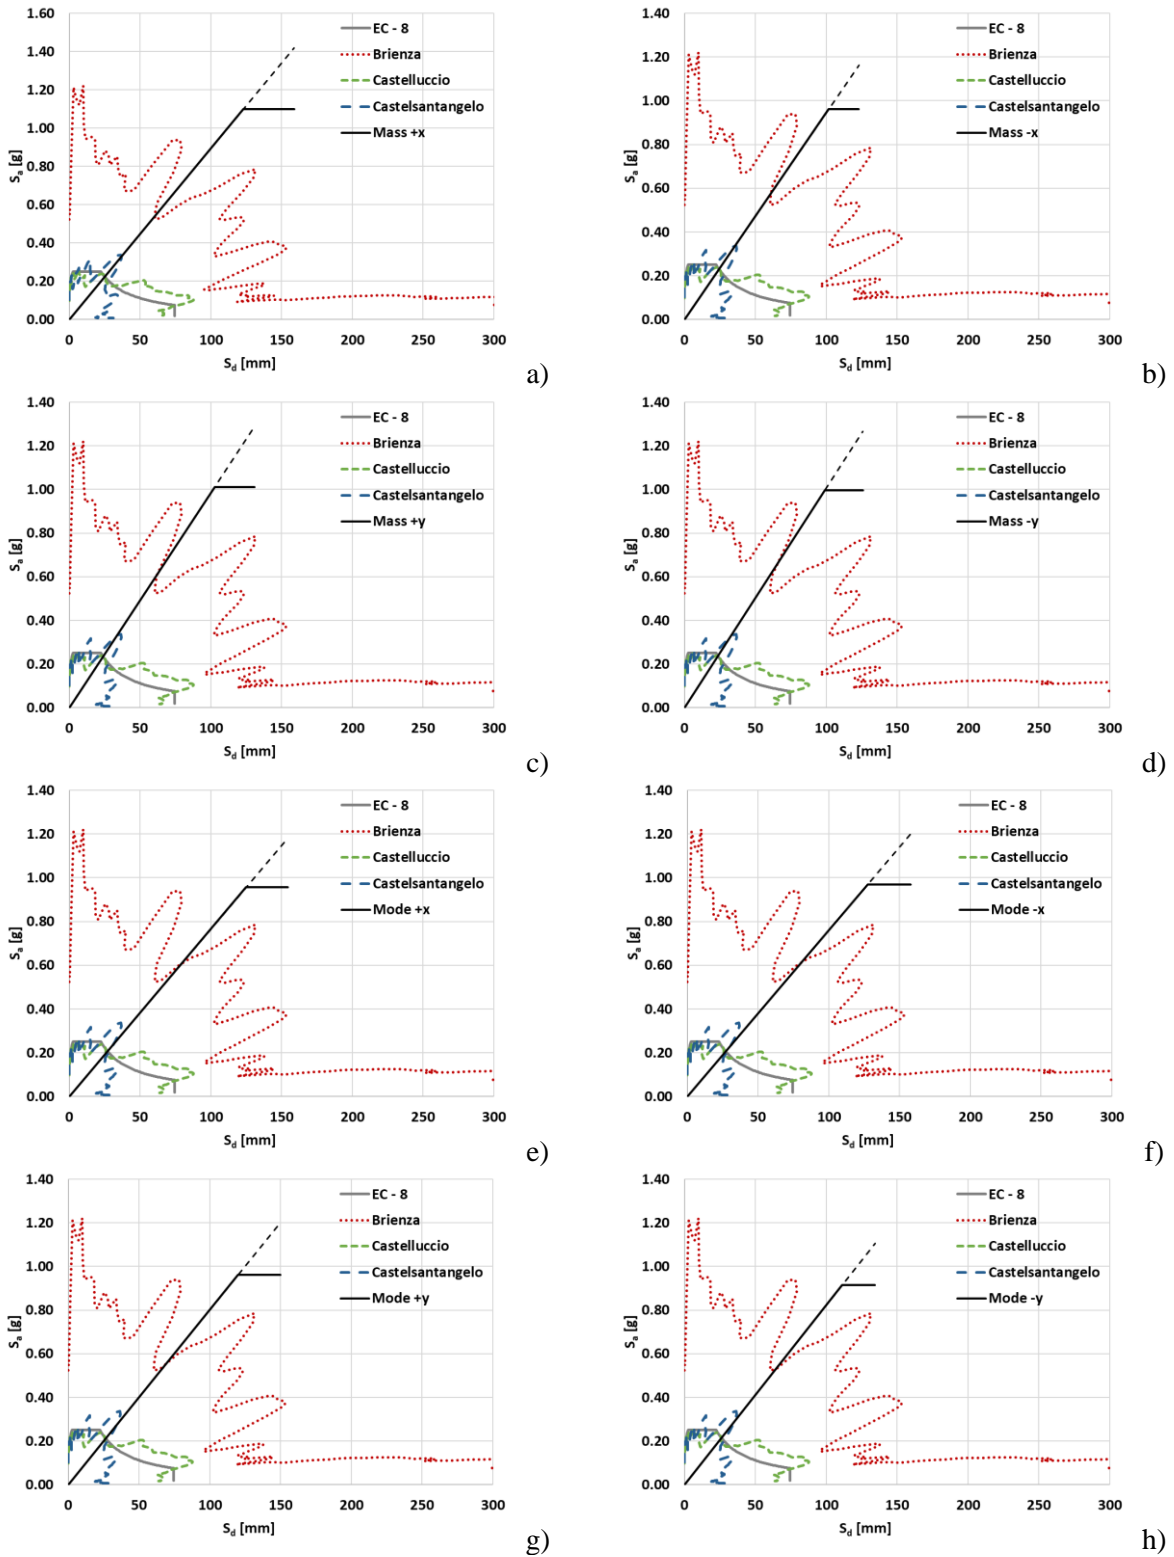 1.60
1.40
1.20
1.00
0.80
0.60
0.40
0.20
0.00
Sₐ [g]
EC - 8
Brienza
Castelluccio
Castelsantangelo
Mass +x
0 50 100 150 200 250 300
S_d [mm]
a)
1.40
1.20
1.00
0.80
0.60
0.40
0.20
0.00
Sₐ [g]
EC - 8
Brienza
Castelluccio
Castelsantangelo
Mass -x
0 50 100 150 200 250 300
S_d [mm]
b)
1.40
1.20
1.00
0.80
0.60
0.40
0.20
0.00
Sₐ [g]
EC - 8
Brienza
Castelluccio
Castelsantangelo
Mass +y
0 50 100 150 200 250 300
S_d [mm]
c)
1.40
1.20
1.00
0.80
0.60
0.40
0.20
0.00
Sₐ [g]
EC - 8
Brienza
Castelluccio
Castelsantangelo
Mass -y
0 50 100 150 200 250 300
S_d [mm]
d)
1.40
1.20
1.00
0.80
0.60
0.40
0.20
0.00
Sₐ [g]
EC - 8
Brienza
Castelluccio
Castelsantangelo
Mode +x
0 50 100 150 200 250 300
S_d [mm]
e)
1.40
1.20
1.00
0.80
0.60
0.40
0.20
0.00
Sₐ [g]
EC - 8
Brienza
Castelluccio
Castelsantangelo
Mode -x
0 50 100 150 200 250 300
S_d [mm]
f)
1.40
1.20
1.00
0.80
0.60
0.40
0.20
0.00
Sₐ [g]
EC - 8
Brienza
Castelluccio
Castelsantangelo
Mode +y
0 50 100 150 200 250 300
S_d [mm]
g)
1.40
1.20
1.00
0.80
0.60
0.40
0.20
0.00
Sₐ [g]
EC - 8
Brienza
Castelluccio
Castelsantangelo
Mode -y
0 50 100 150 200 250 300
S_d [mm]
h)